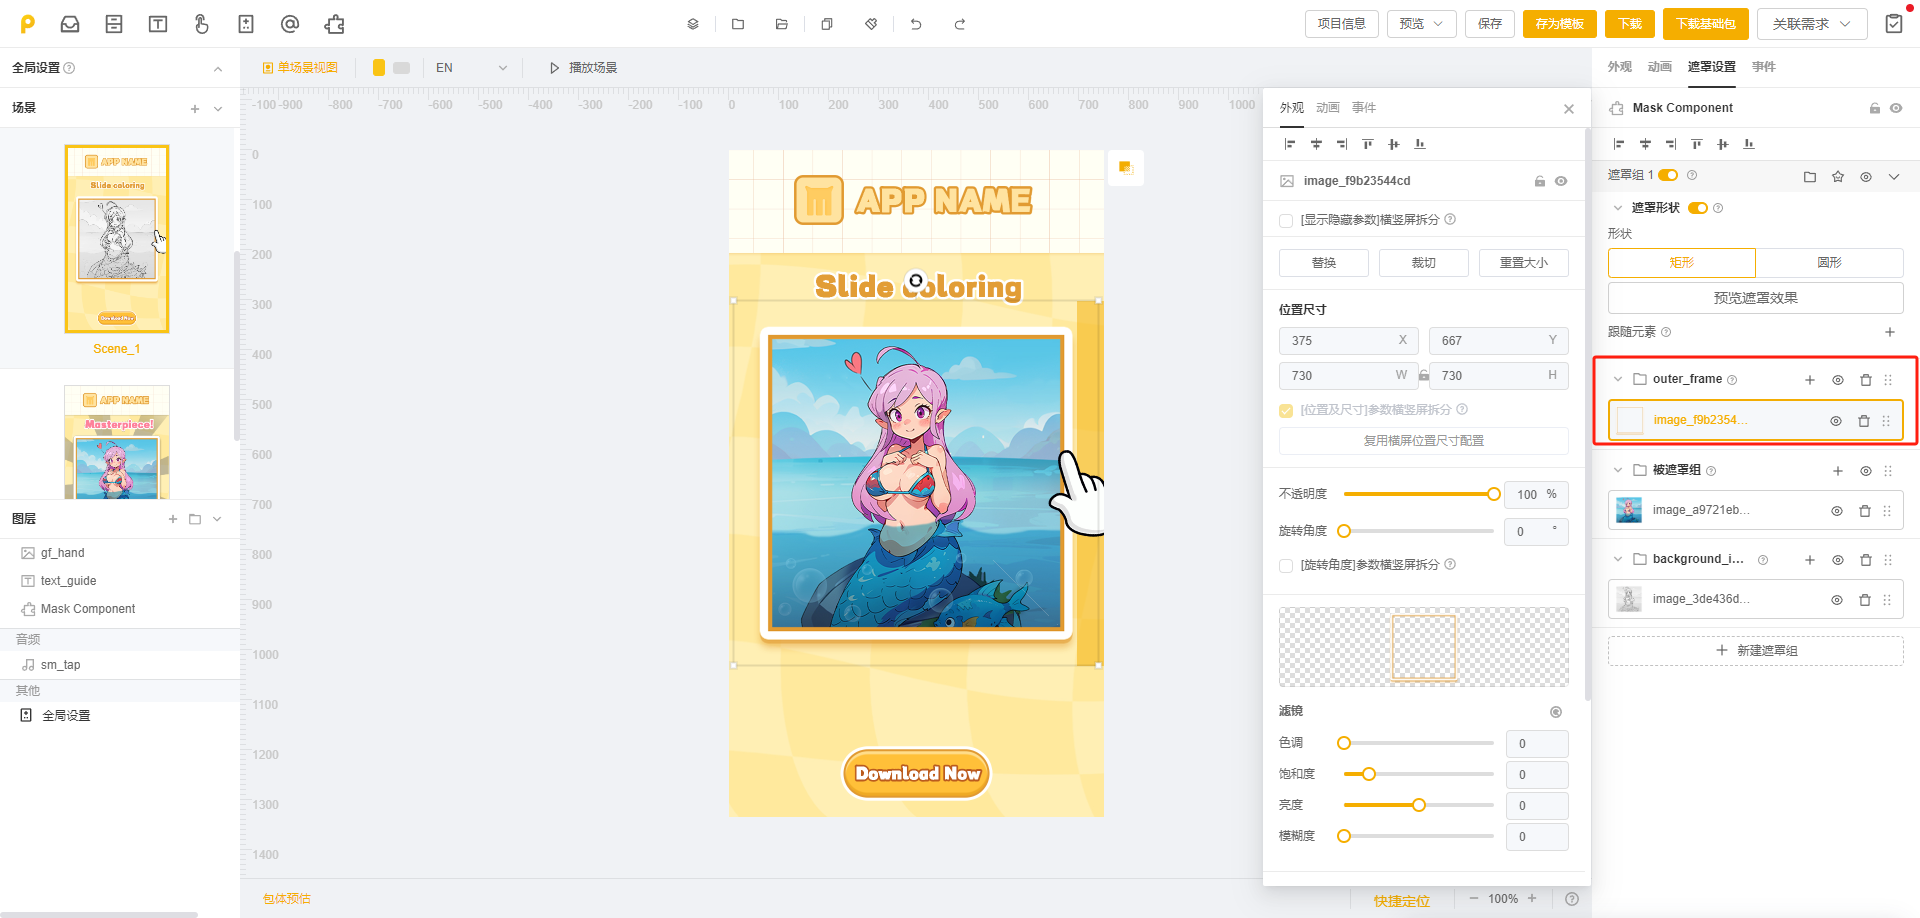 项目信息
预览
保存
存为模板
下载
下载基础包
关联需求
全局设置
单场景视图
EN
播放场景
外观 动画 遮罩设置 事件
场景
-1000 -900 -800 -700 -600 -500 -400 -300 -200 -100 0 100 200 300 400 500 600 700 800 900 1000
外观 动画 事件
Mask Component
0
100
200
300
400
500
600
700
800
900
1000
1100
1200
1300
1400
APP NAME
Slide coloring
Download Now
Scene_1
APP NAME
Masterpiece!
图层
gf_hand
text_guide
Mask Component
音频
sm_tap
其他
全局设置
APP NAME
Slide coloring
Download Now
包体预估
快捷定位
100%
image_f9b23544cd
[显示隐藏参数]横竖屏拆分
替换
裁切
重置大小
位置尺寸
375 X
667 Y
730 W
730 H
[位置及尺寸]参数横竖屏拆分
复用横屏位置尺寸配置
不透明度
100 %
旋转角度
0 °
[旋转角度]参数横竖屏拆分
滤镜
色调
0
饱和度
0
亮度
0
模糊度
0
遮罩组 1
遮罩形状
形状
矩形
圆形
预览遮罩效果
跟随元素
outer_frame
image_f9b2354...
被遮罩组
image_a9721eb...
background_i...
image_3de436d...
新建遮罩组